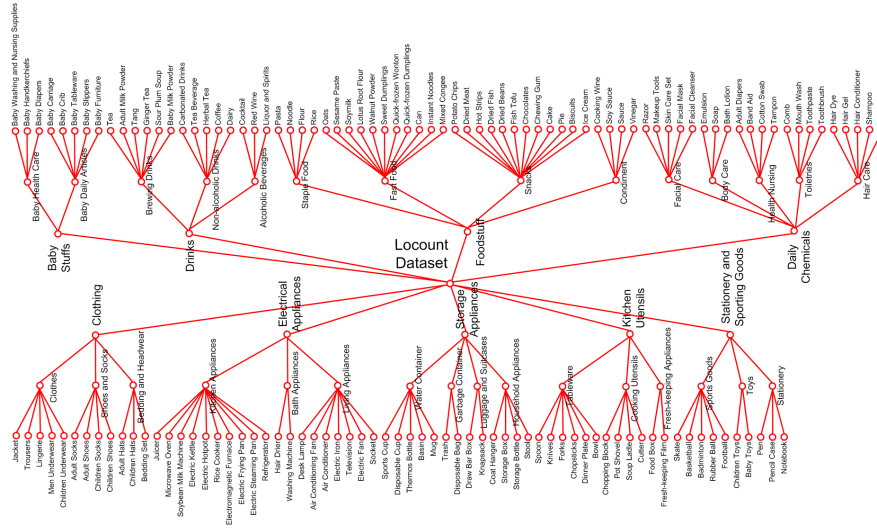 Baby Washing and Nursing Supplies
Baby Handkerchiefs
Baby Diapers
Baby Carriage
Baby Crib
Baby Tableware
Baby Slippers
Baby Furniture
Tea
Adult Milk Powder
Tang
Ginger Tea
Sour Plum Soup
Baby Milk Powder
Carbonated Drinks
Tea Beverage
Herbal Tea
Coffee
Dairy
Cocktail
Red Wine
Liquor and Spirits
Pasta
Noodle
Flour
Rice
Oats
Sesame Paste
Soymilk
Lotus Root Flour
Walnut Powder
Sweet Dumplings
Quick-frozen Wonton
Quick-frozen Dumplings
Can
Instant Noodles
Mixed Congee
Potato Chips
Dried Meat
Hot Strips
Dried Fish
Dried Beans
Fish Tofu
Chocolates
Chewing Gum
Cake
Pie
Biscuits
Ice Cream
Cooking Wine
Soy Sauce
Sauce
Vinegar
Razor
Makeup Tools
Skin Care Set
Facial Mask
Facial Cleanser
Emulsion
Soap
Bath Lotion
Adult Diapers
Band Aid
Cotton Swab
Tampon
Comb
Mouth Wash
Toothpaste
Toothbrush
Hair Dye
Hair Gel
Hair Conditioner
Shampoo
Baby Health Care
Baby Daily Articles
Brewing Drinks
Non-alcoholic Drinks
Alcoholic Beverages
Staple Food
Fast Food
Snacks
Condiment
Facial Care
Body Care
Health Nursing
Toiletries
Hair Care
Baby
Stuffs
Drinks
Foodstuff
Daily
Chemicals
Locount
Dataset
Clothing
Electrical
Appliances
Storage
Appliances
Kitchen
Utensils
Stationery and
Sporting Goods
Clothes
Shoes and Socks
Bedding and Headwear
Kitchen Appliances
Bath Appliances
Living Appliances
Water Container
Garbage Container
Luggage and Suitcases
Household Appliances
Tableware
Cooking Utensils
Fresh-keeping Appliances
Sports Goods
Toys
Stationery
Jacket
Trousers
Lingerie
Men Underwear
Children Underwear
Adult Socks
Adult Shoes
Children Socks
Children Shoes
Adult Hats
Children Hats
Bedding Set
Juicer
Microwave Oven
Soybean Milk Machine
Electric Kettle
Electric Hotpot
Rice Cooker
Electromagnetic Furnace
Electric Frying Pan
Electric Steaming Pan
Refrigerator
Hair Drier
Washing Machine
Desk Lamp
Air Conditioning Fan
Air Conditioner
Electric Iron
Television
Electric Fan
Socket
Sports Cup
Disposable Cup
Thermos Bottle
Basin
Mug
Trash
Disposable Bag
Draw Bar Box
Knapsack
Coat Hanger
Storage Box
Storage Bottle
Stool
Spoon
Knives
Forks
Chopsticks
Dinner Plate
Bowl
Chopping Block
Pot Shovel
Soup Ladle
Cutter
Food Box
Fresh-keeping Film
Skate
Basketball
Badminton
Rubber Ball
Football
Children Toys
Baby Toys
Pen
Pencil Case
Notebook